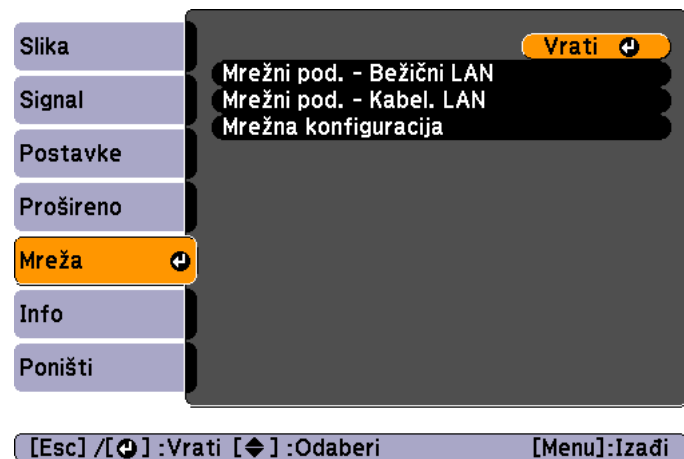 Slika
Signal
Postavke
Prošireno
Mreža
Info
Poništi
Vrati
Mrežni pod. - Bežični LAN
Mrežni pod. - Kabel. LAN
Mrežna konfiguracija
[Esc] /[⏎] :Vrati [◆] :Odaberi [Menu]:Izađi